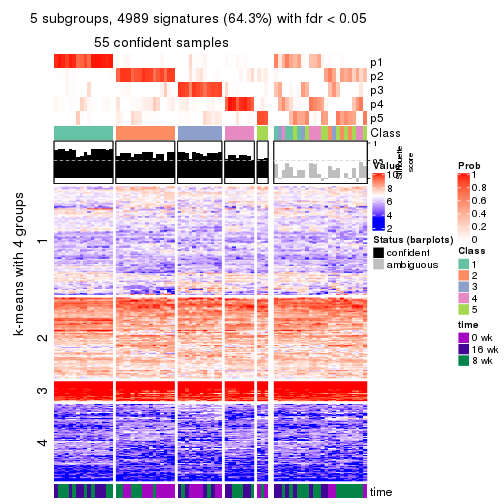 5 subgroups, 4989 signatures (64.3%) with fdr < 0.05
55 confident samples
p1
p2
p3
p4
p5
Class
1
0.5
Silhouette
score
k-means with 4 groups
1
2
3
4
time
Value
10
8
6
4
2
Status (barplots)
confident
ambiguous
Prob
1
0.8
0.6
0.4
0.2
0
Class
1
2
3
4
5
time
0 wk
16 wk
8 wk